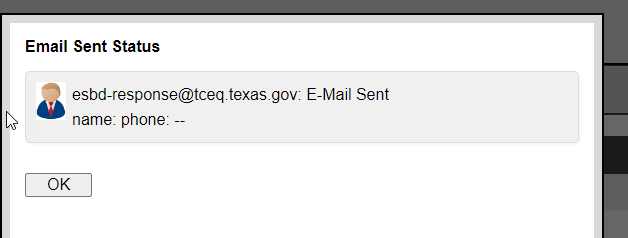 Email Sent Status
esbd-response@tceq.texas.gov: E-Mail Sent
name: phone: --
OK